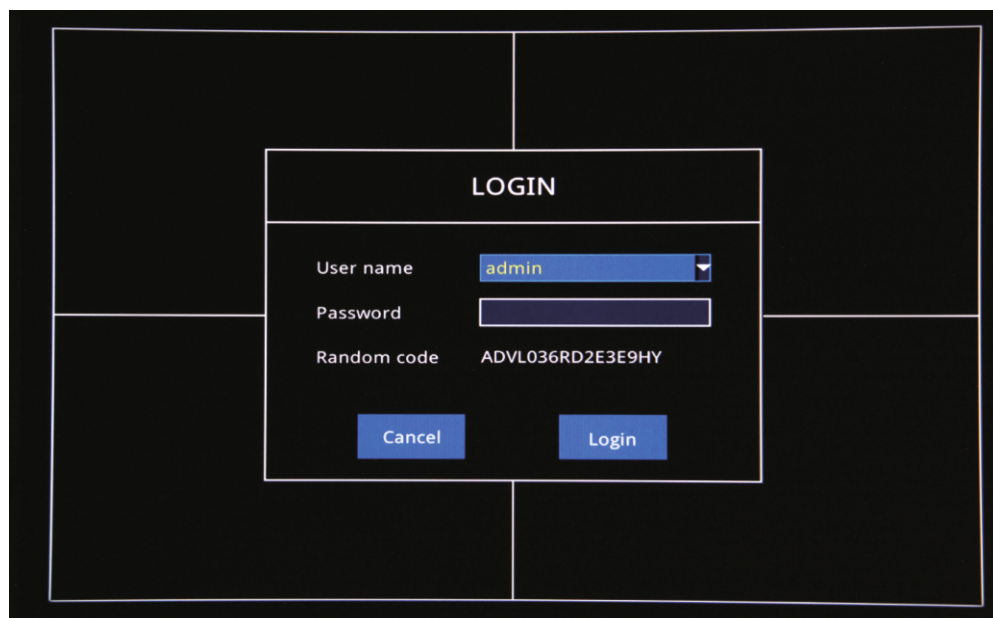 LOGIN
User name admin
Password
Random code ADVL036RD2E3E9HY
Cancel Login